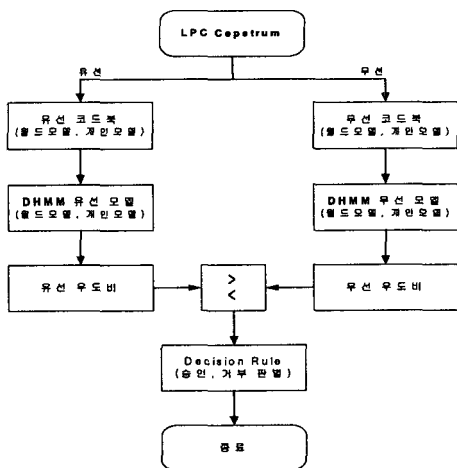 LPC Cepetrum
유선
무선
유선 코드북
(월드모델, 개인모델)
무선 코드북
(월드모델, 개인모델)
DHMM 유선 모델
(월드모델, 개인모델)
DHMM 무선 모델
(월드모델, 개인모델)
유선 우도비
>
<
무선 우도비
Decision Rule
(승인, 거부 판별)
종료